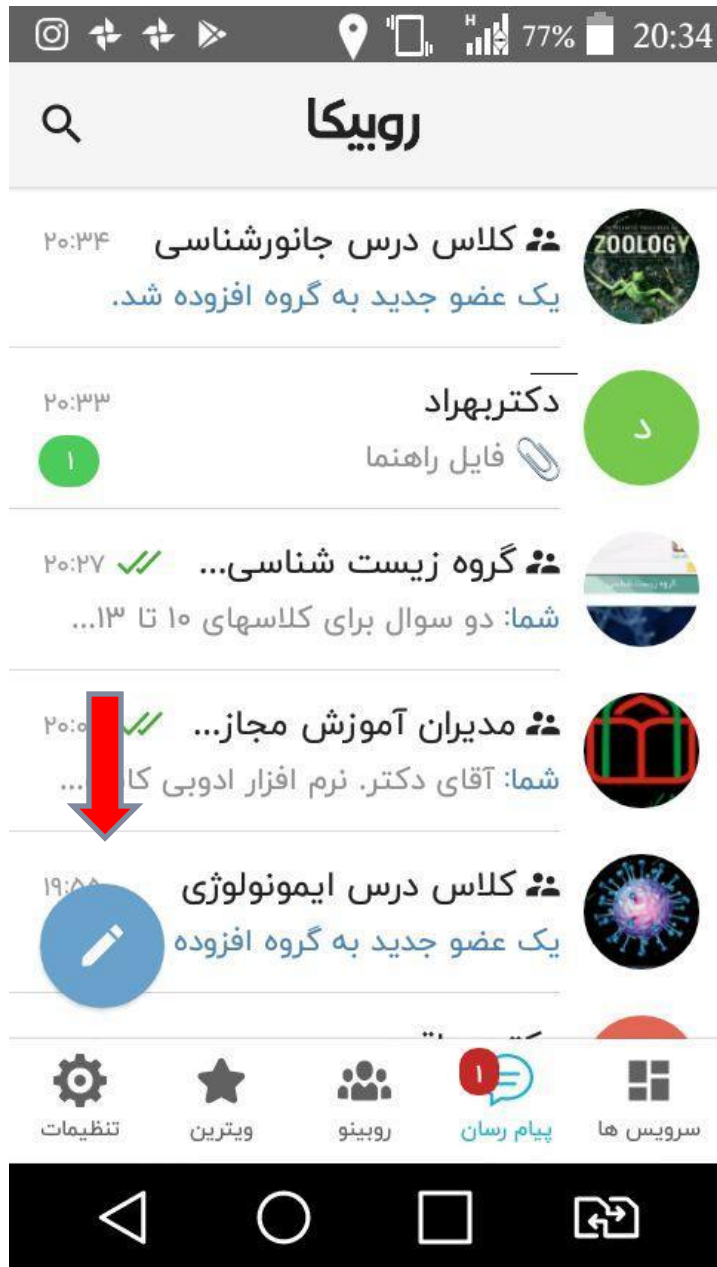 77% 20:34
روبیکا
ZOOLOGY
کلاس درس جانورشناسی ۲۰:۳۴
یک عضو جدید به گروه افزوده شد.
د
دکتربهراد ۲۰:۳۳
فایل راهنما ۱
گروه زیست شناسی... ۲۰:۲۷
شما: دو سوال برای کلاسهای ۱۰ تا ۱۳...
مدیران آموزش مجاز...
شما: آقای دکتر. نرم افزار ادوبی
کلاس درس ایمونولوژی
یک عضو جدید به گروه افزوده
سرویس ها
پیام رسان ۱
روبینو
ویترین
تنظیمات